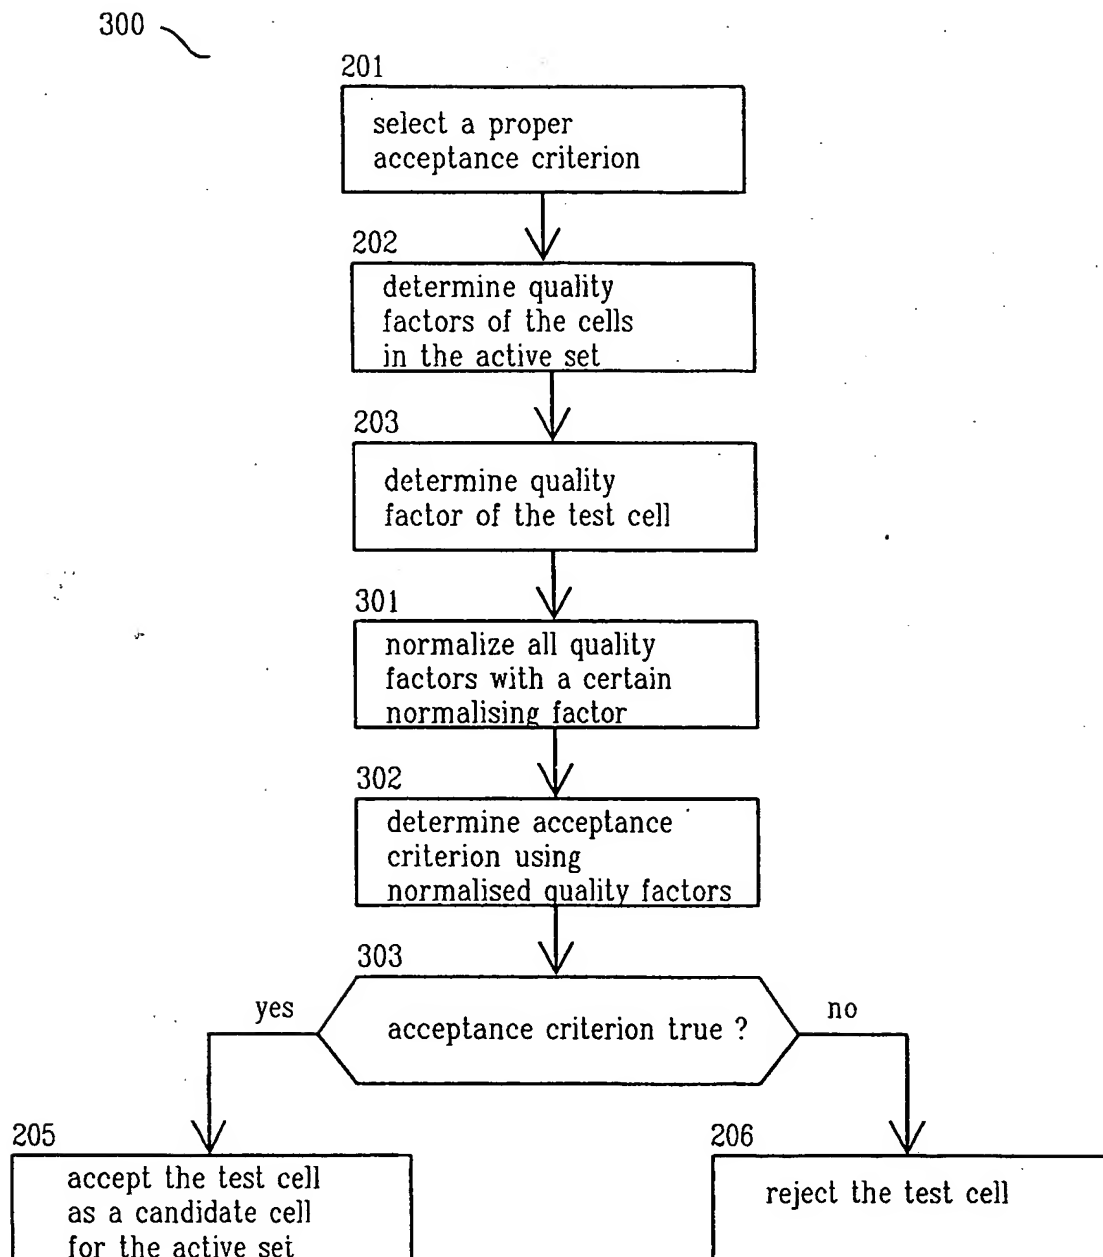 300
201
select a proper
acceptance criterion
202
determine quality
factors of the cells
in the active set
203
determine quality
factor of the test cell
301
normalize all quality
factors with a certain
normalising factor
302
determine acceptance
criterion using
normalised quality factors
303
yes
acceptance criterion true ?
no
205
accept the test cell
as a candidate cell
for the active set
206
reject the test cell